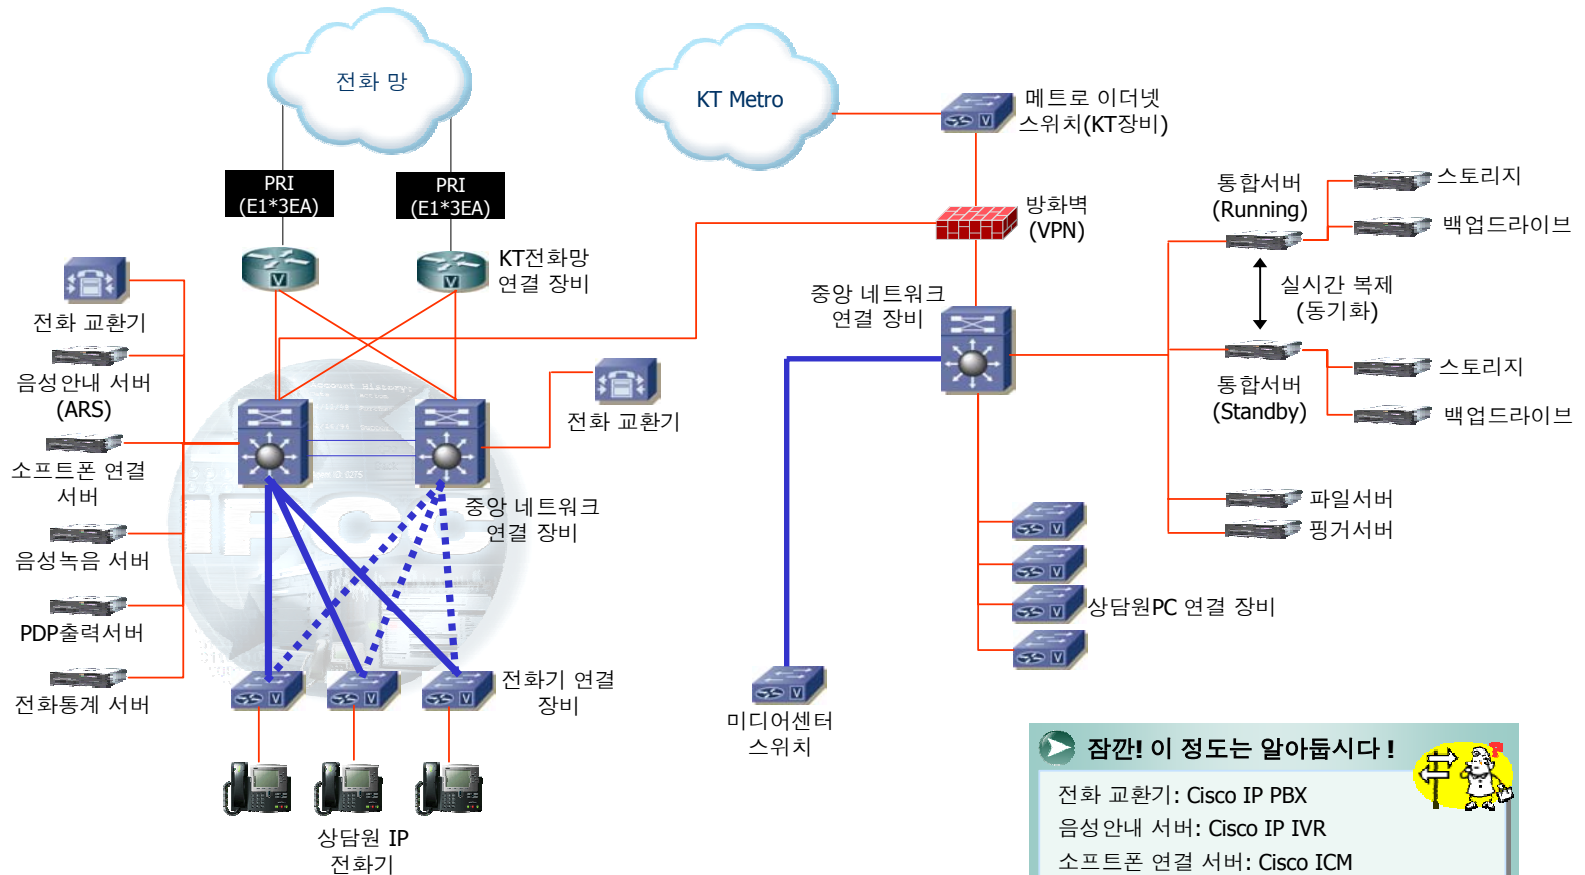 전화 망
KT Metro
메트로 이더넷
스위치(KT장비)
PRI
(E1*3EA)
PRI
(E1*3EA)
방화벽
(VPN)
통합서버
(Running)
스토리지
백업드라이브
KT전화망
연결 장비
중앙 네트워크
연결 장비
실시간 복제
(동기화)
전화 교환기
음성안내 서버
(ARS)
전화 교환기
통합서버
(Standby)
스토리지
백업드라이브
소프트폰 연결
서버
중앙 네트워크
연결 장비
파일서버
핑거서버
음성녹음 서버
IPCC
PDP출력서버
상담원PC 연결 장비
전화통계 서버
전화기 연결
장비
미디어센터
스위치
상담원 IP
전화기
잠깐! 이 정도는 알아둡시다 !
전화 교환기: Cisco IP PBX
음성안내 서버: Cisco IP IVR
소프트폰 연결 서버: Cisco ICM